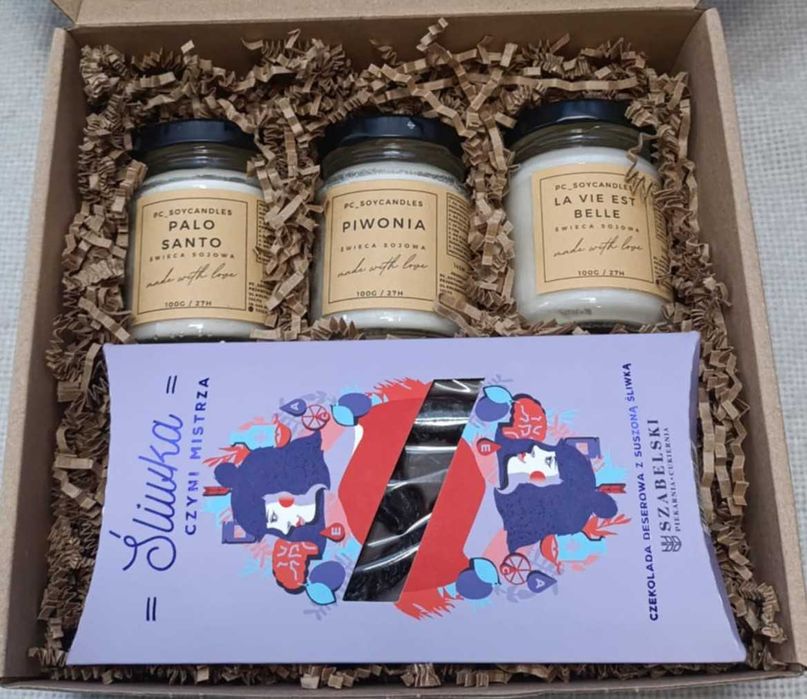 PC_SOYCANDLES
PALO
SANTO
ŚWIECA SOJOWA
made with love
100G / 27H
PC_SOYCANDLES
PIWONIA
ŚWIECA SOJOWA
made with love
100G / 27H
PC_SOYCANDLES
LA VIE EST
BELLE
ŚWIECA SOJOWA
made with love
100G / 27H
Śliwka
CZYNI MISTRZA
E
A
E
CZEKOLADA DESEROWA Z SUSZONĄ ŚLIWKĄ
SZABELSKI
PIEKARNIA•CUKIERNIA